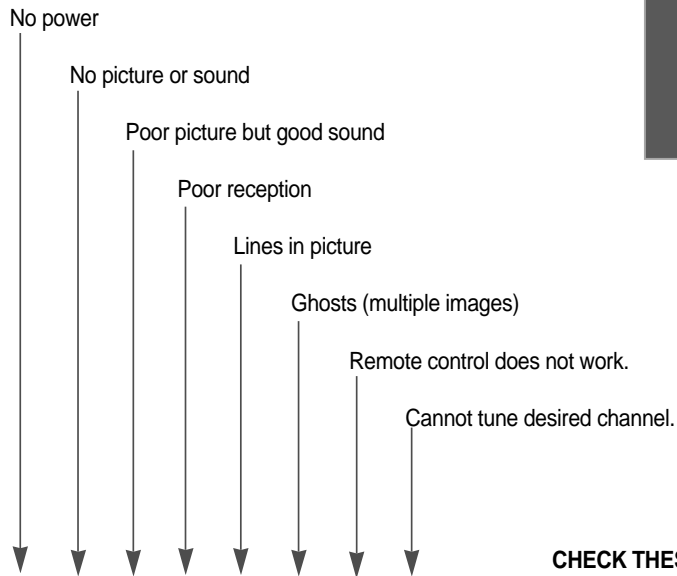 No power
No picture or sound
Poor picture but good sound
Poor reception
Lines in picture
Ghosts (multiple images)
Remote control does not work.
Cannot tune desired channel.
CHECK